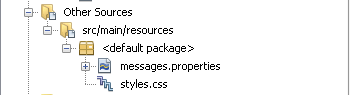 Other Sources
src/main/resources
<default package>
messages.properties
styles.css